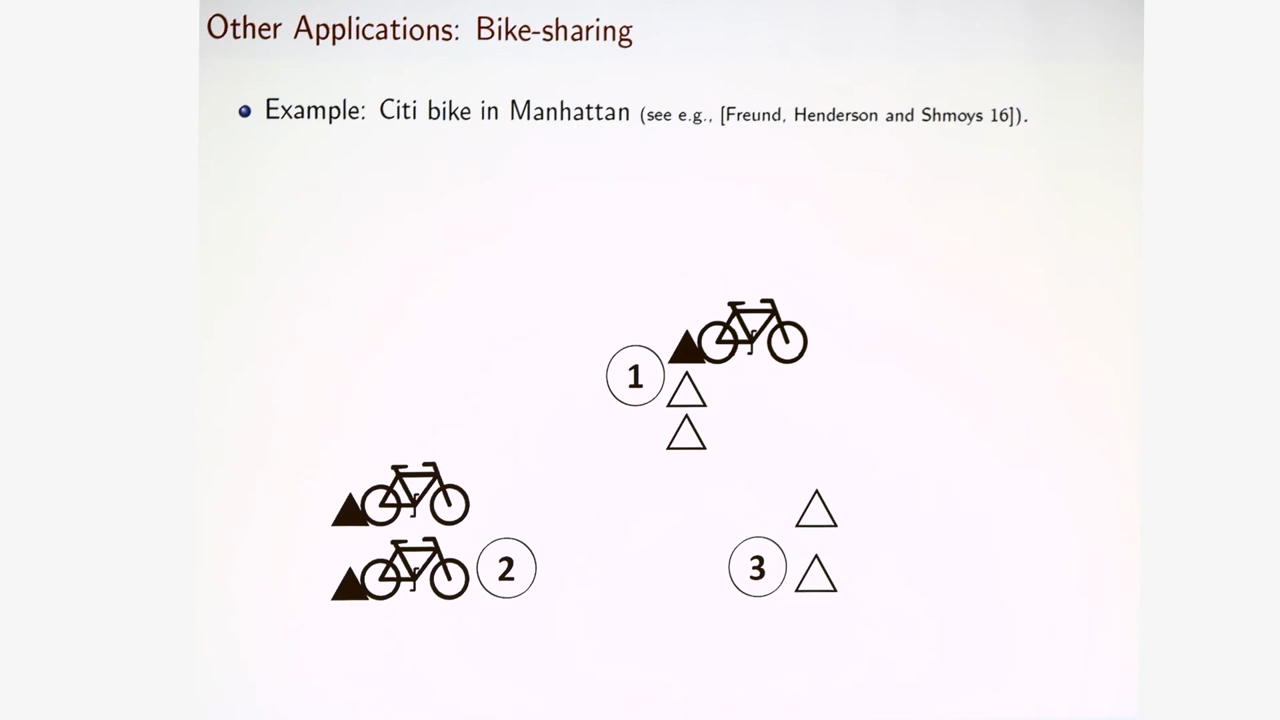 Other Applications: Bike-sharing
Example: Citi bike in Manhattan (see e.g., [Freund, Henderson and Shmoys 16]).
1
2
3